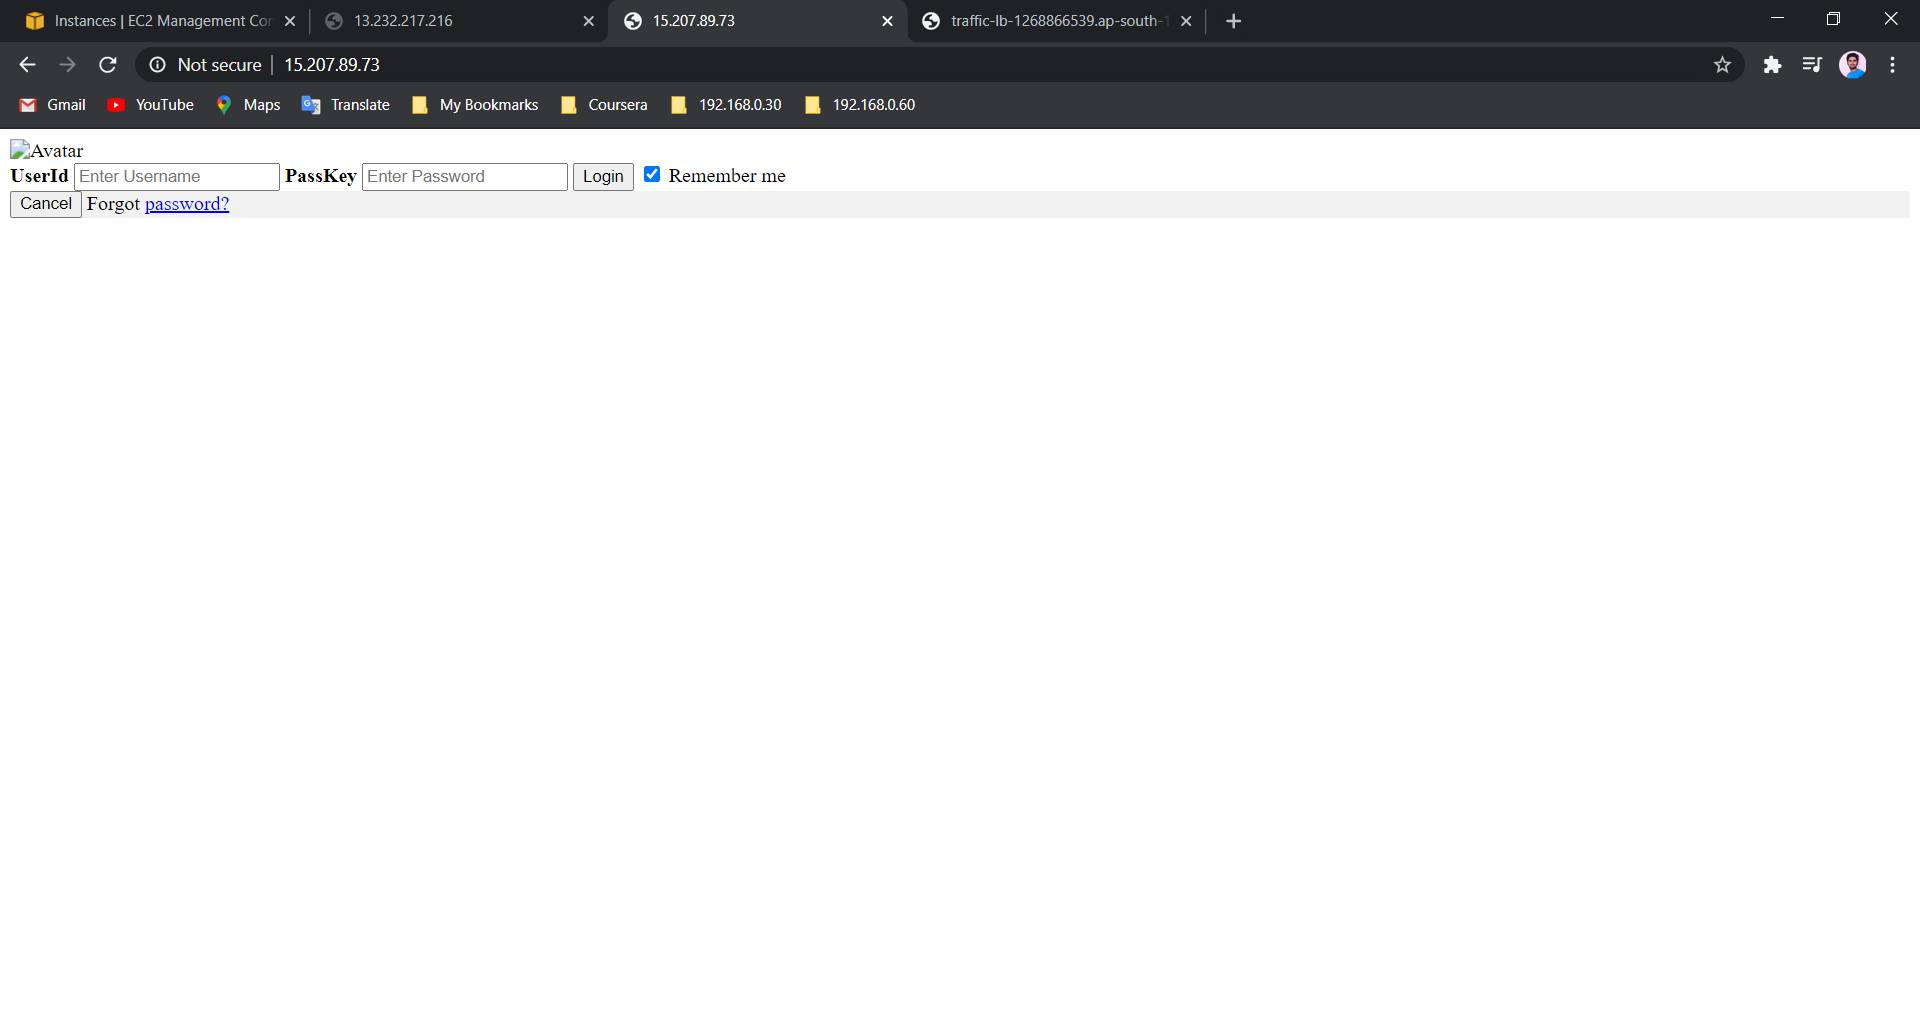 Instances | EC2 Management Con
13.232.217.216
15.207.89.73
traffic-lb-1268866539.ap-south-1
Not secure
15.207.89.73
Gmail
YouTube
Maps
Translate
My Bookmarks
Coursera
192.168.0.30
192.168.0.60
Avatar
UserId Enter Username PassKey Enter Password Login Remember me
Cancel Forgot password?